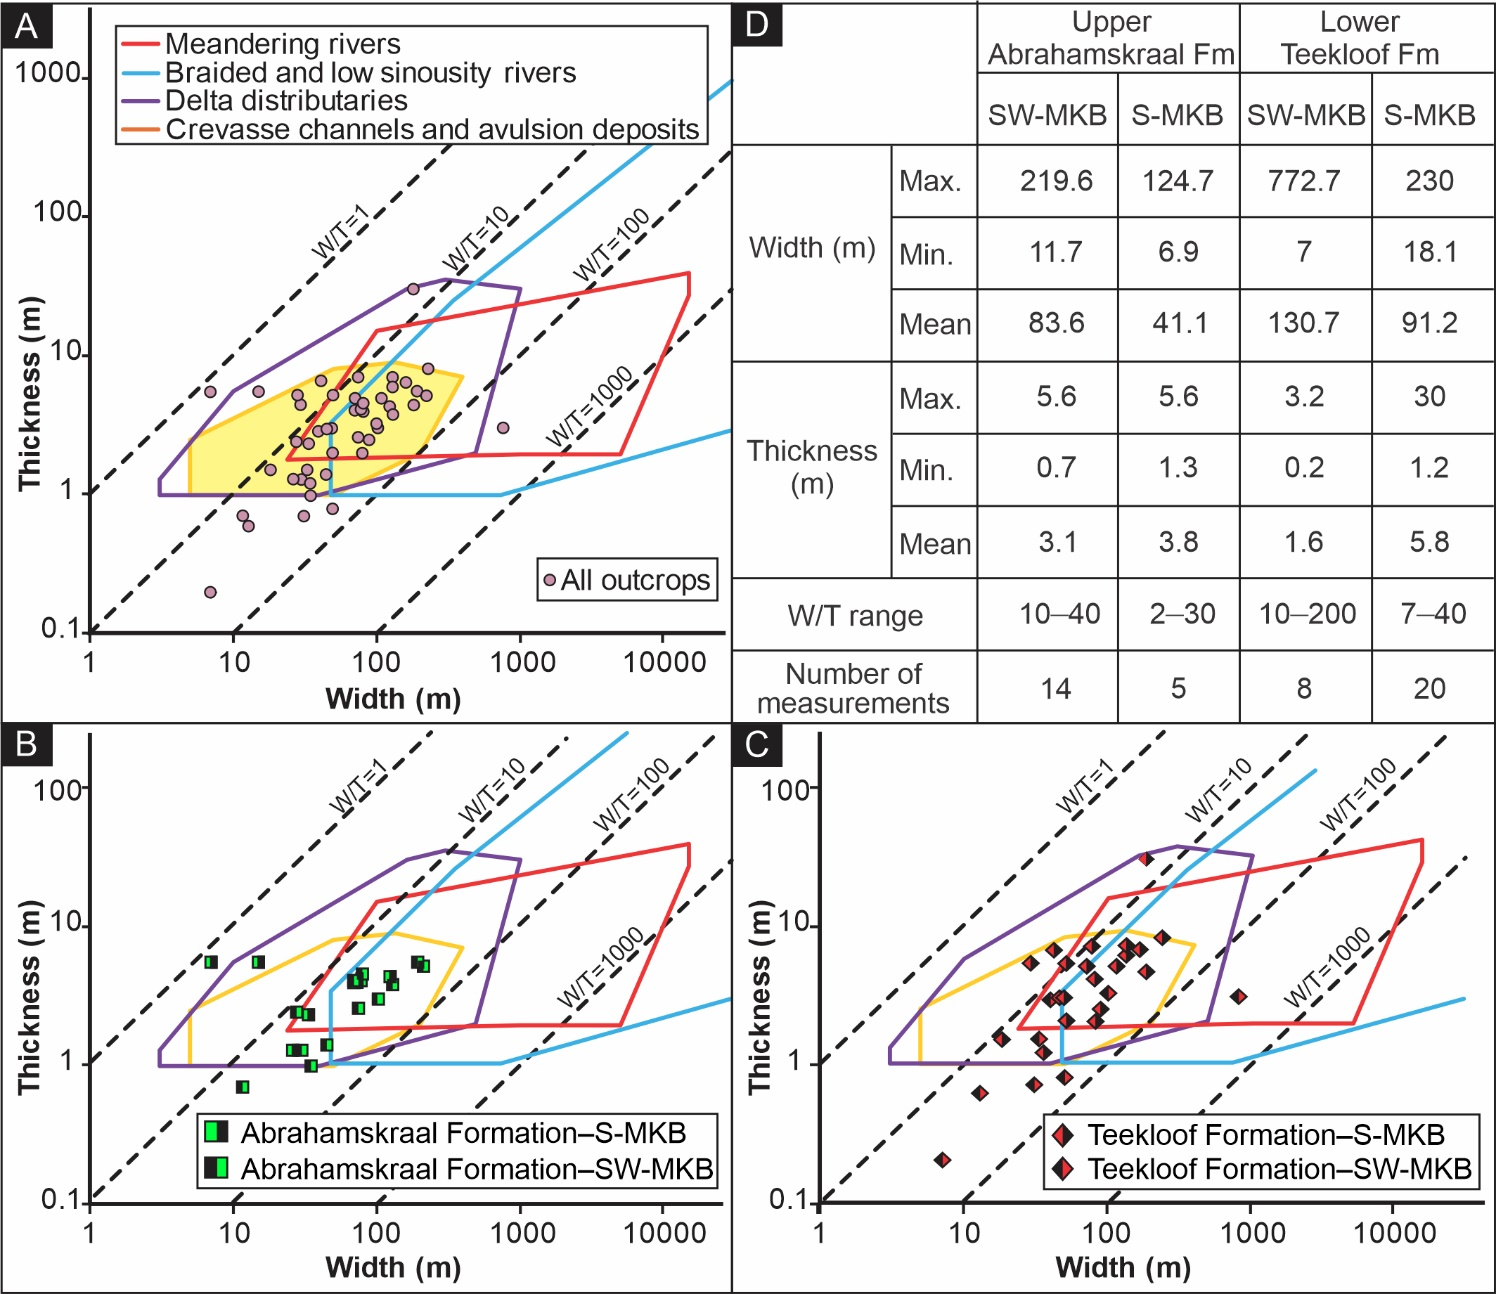 A
Meandering rivers
Braided and low sinousity rivers
Delta distributaries
Crevasse channels and avulsion deposits
1000
100
10
1
0.1
Thickness (m)
W/T=1
W/T=10
W/T=100
W/T=1000
All outcrops
1 10 100 1000 10000
Width (m)
D
Upper Abrahamskraal Fm
Lower Teekloof Fm
SW-MKB S-MKB SW-MKB S-MKB
Width (m)
Max. 219.6 124.7 772.7 230
Min. 11.7 6.9 7 18.1
Mean 83.6 41.1 130.7 91.2
Thickness (m)
Max. 5.6 5.6 3.2 30
Min. 0.7 1.3 0.2 1.2
Mean 3.1 3.8 1.6 5.8
W/T range 10–40 2–30 10–200 7–40
Number of measurements 14 5 8 20
B
100
10
1
0.1
Thickness (m)
W/T=1
W/T=10
W/T=100
W/T=1000
Abrahamskraal Formation–S-MKB
Abrahamskraal Formation–SW-MKB
1 10 100 1000 10000
Width (m)
C
100
10
1
0.1
Thickness (m)
W/T=1
W/T=10
W/T=100
W/T=1000
Teekloof Formation–S-MKB
Teekloof Formation–SW-MKB
1 10 100 1000 10000
Width (m)